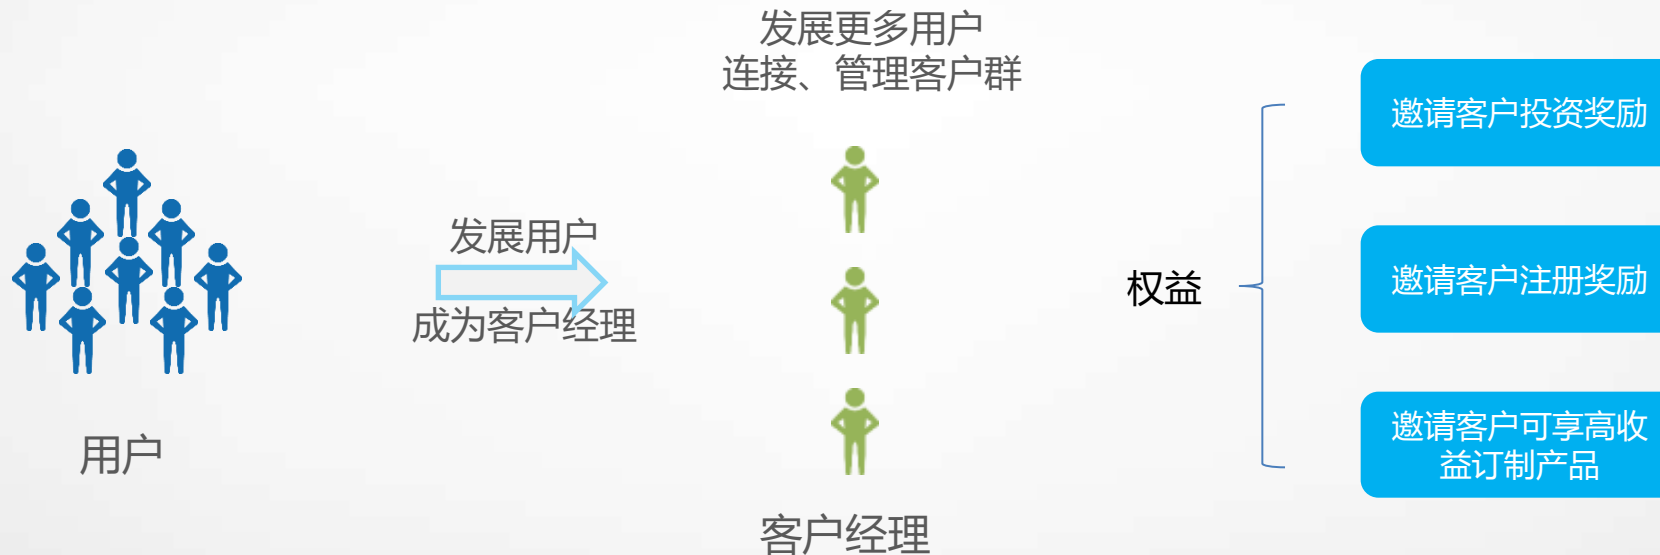 发展更多用户
连接、管理客户群
发展用户
成为客户经理
用户
客户经理
权益
邀请客户投资奖励
邀请客户注册奖励
邀请客户可享高收
益订制产品